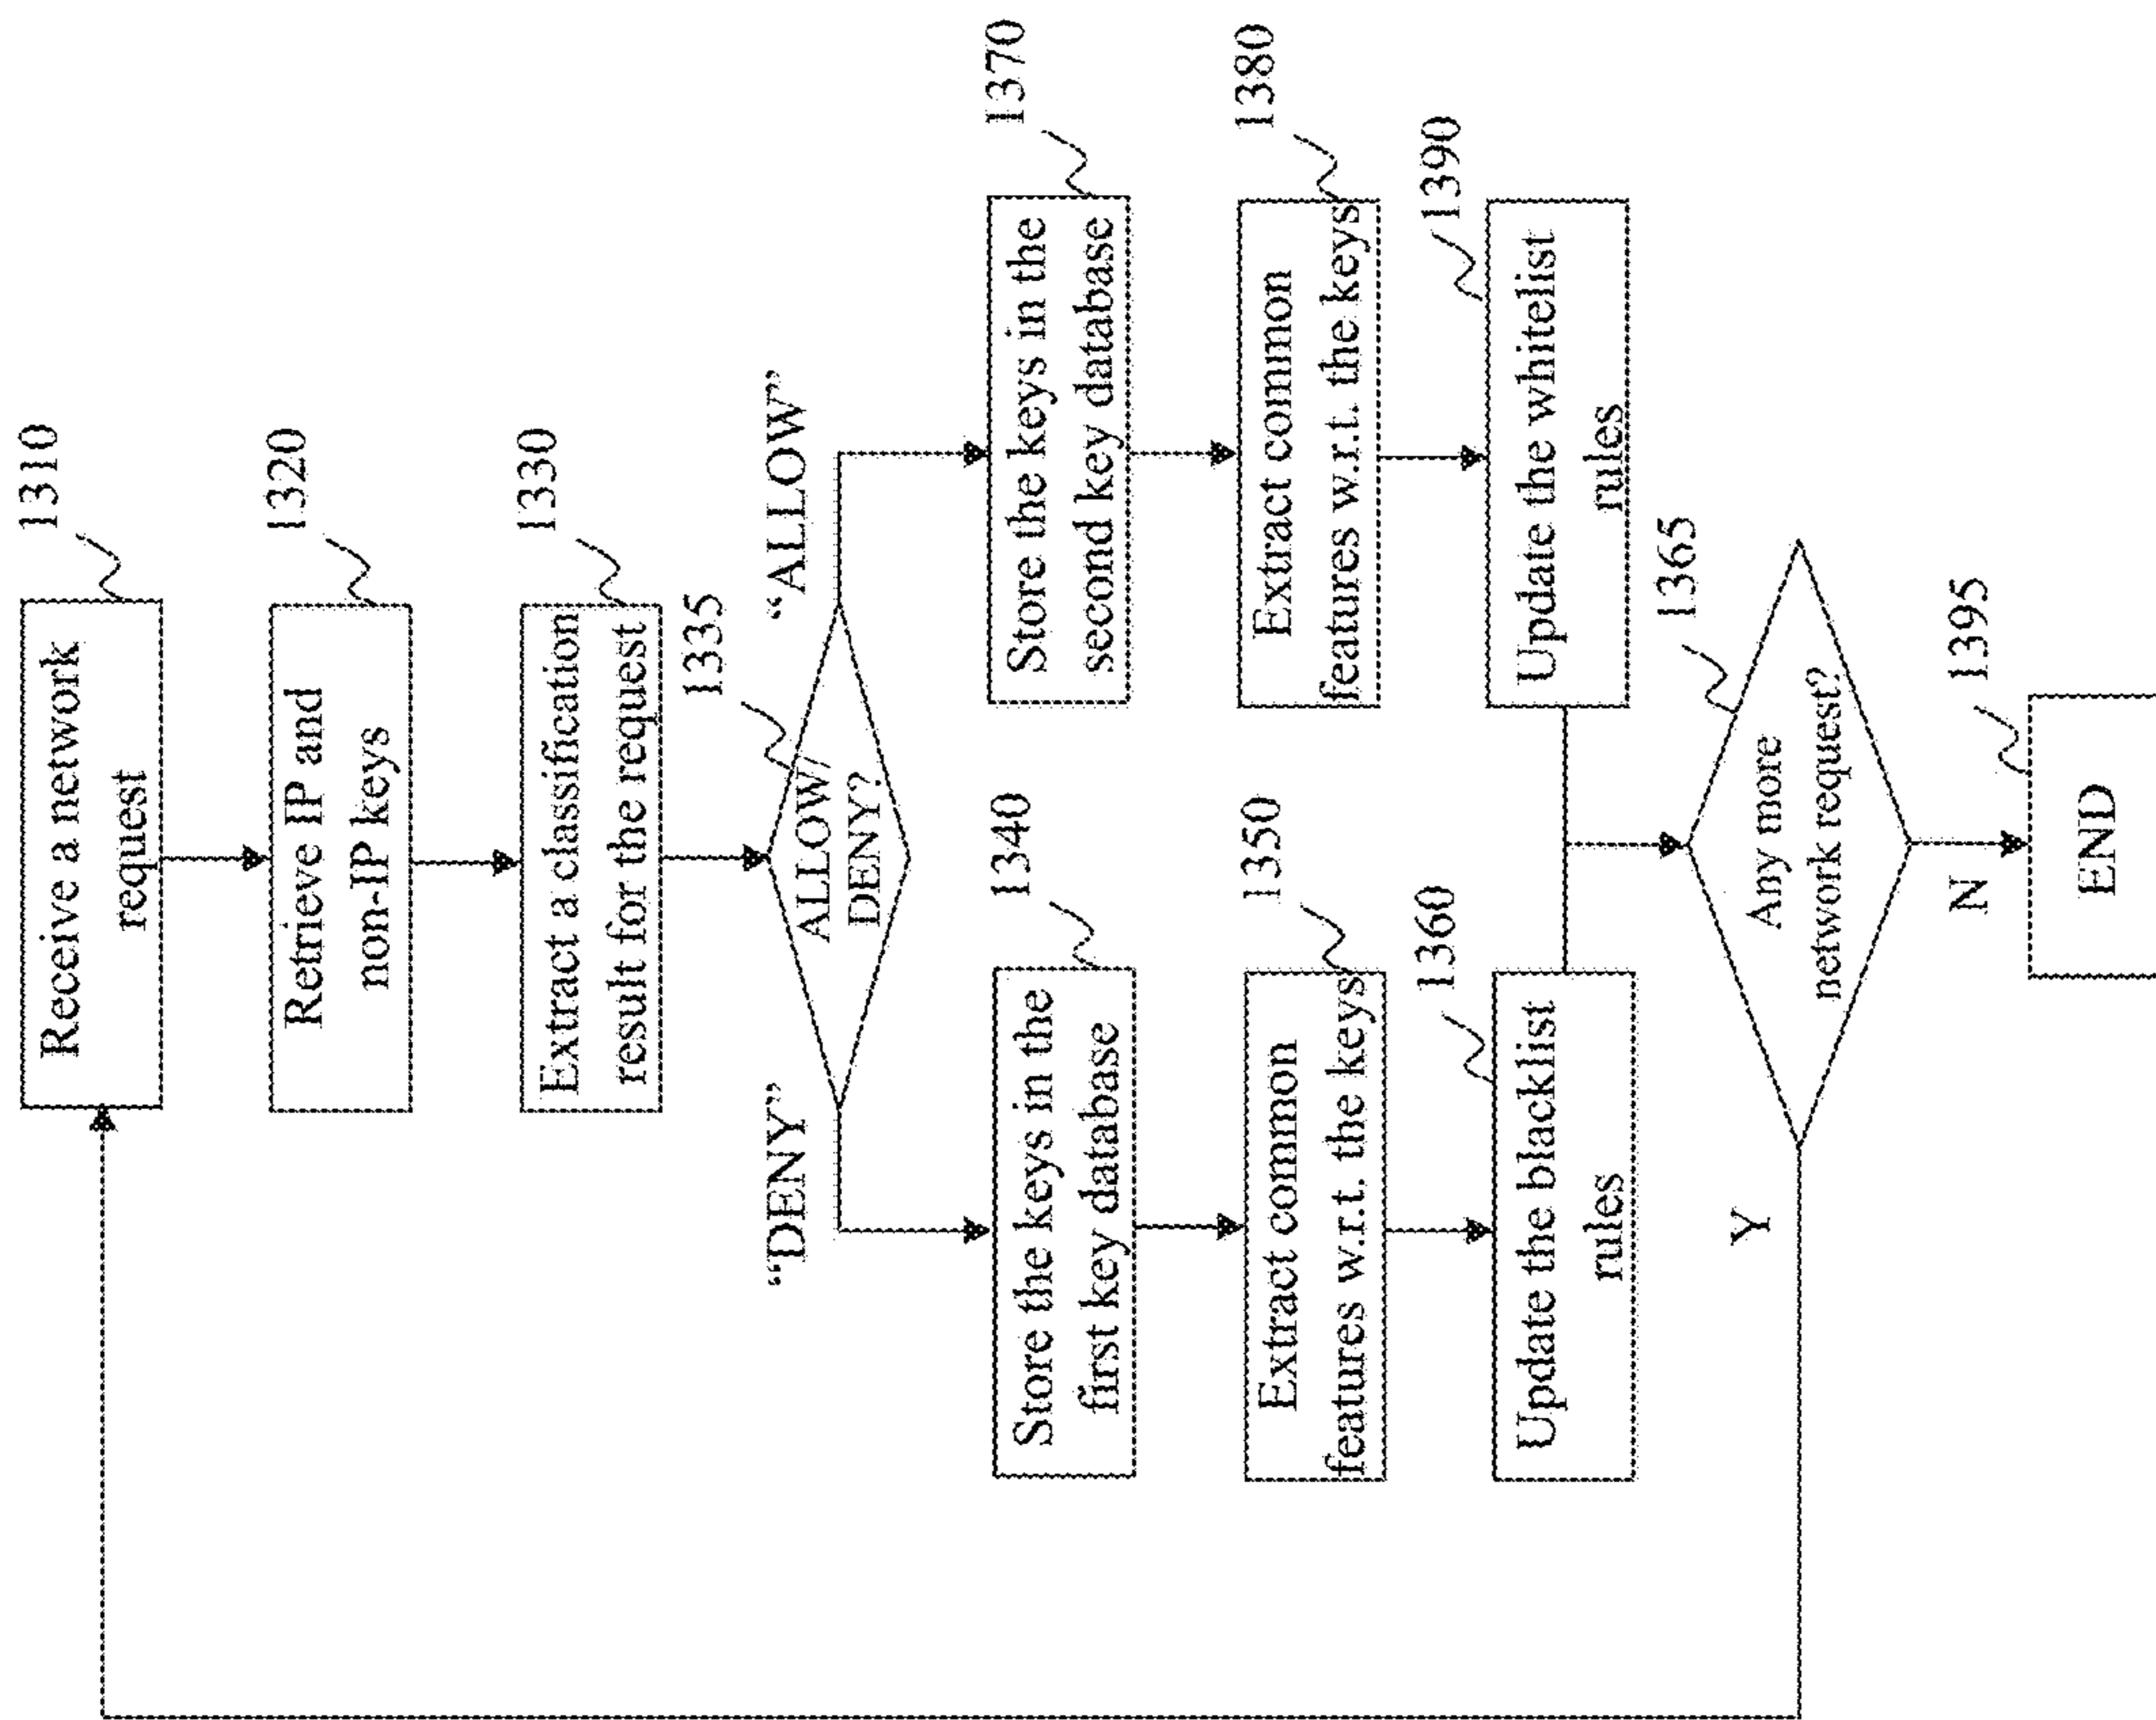 Receive a network
request
1310
Retrieve IP and
non-IP keys
1320
Extract a classification
result for the request
1330
1335
ALLOW/
DENY?
“DENY”
“ALLOW”
Store the keys in the
first key database
1340
Store the keys in the
second key database
1370
Extract common
features w.r.t. the keys
1350
Extract common
features w.r.t. the keys
1380
Update the blacklist
rules
1360
Update the whitelist
rules
1390
Any more
network request?
1365
Y
N
END
1395